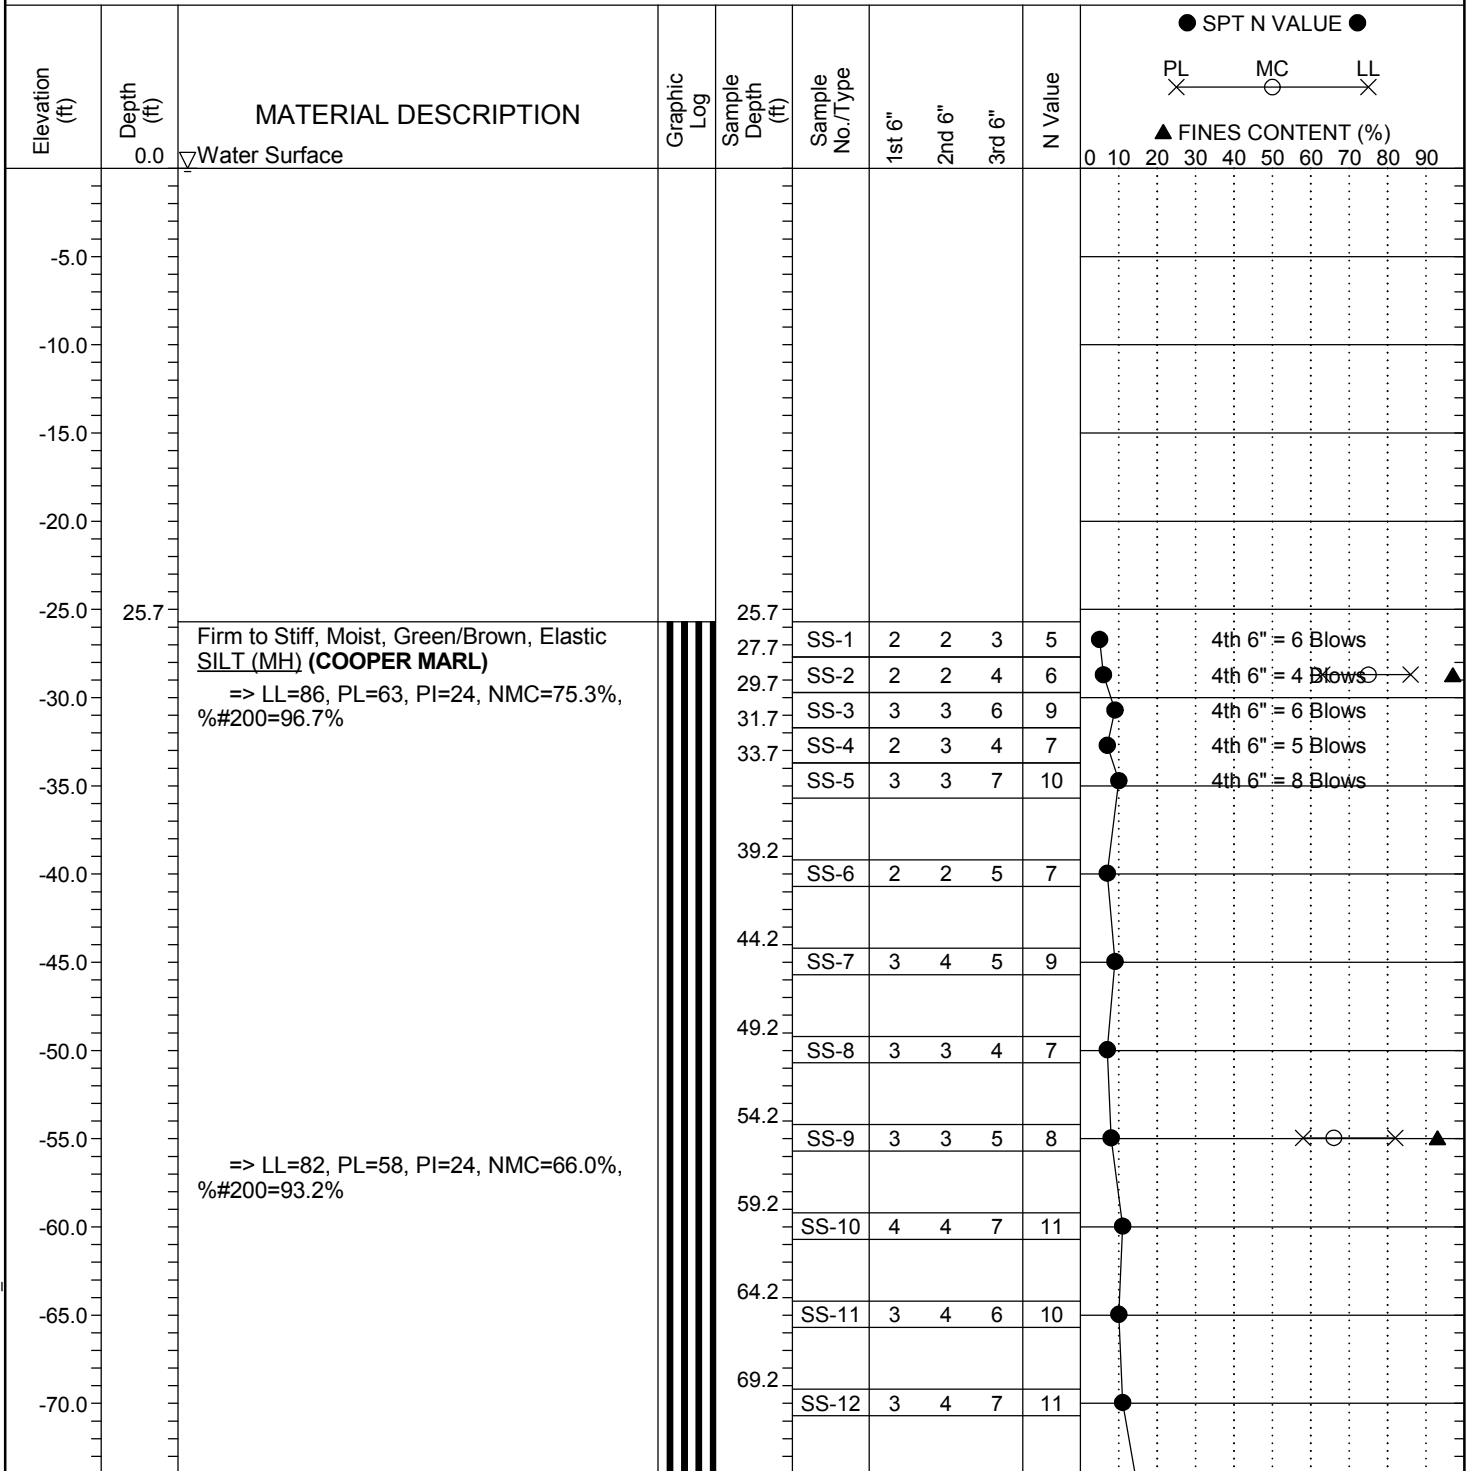 ● SPT N VALUE ●
PL MC LL
▲ FINES CONTENT (%)
0 10 20 30 40 50 60 70 80 90
Elevation (ft)
Depth (ft)
MATERIAL DESCRIPTION
Graphic Log
Sample Depth (ft)
Sample No./Type
1st 6"
2nd 6"
3rd 6"
N Value
0.0 Water Surface
-5.0
-10.0
-15.0
-20.0
-25.0 25.7 25.7
Firm to Stiff, Moist, Green/Brown, Elastic
SILT (MH) (COOPER MARL)
27.7 SS-1 2 2 3 5 4th 6" = 6 Blows
=> LL=86, PL=63, PI=24, NMC=75.3%,
%#200=96.7%
29.7 SS-2 2 2 4 6 4th 6" = 4 Blows
-30.0
31.7 SS-3 3 3 6 9 4th 6" = 6 Blows
33.7 SS-4 2 3 4 7 4th 6" = 5 Blows
-35.0 SS-5 3 3 7 10 4th 6" = 8 Blows
39.2
-40.0 SS-6 2 2 5 7
44.2
-45.0 SS-7 3 4 5 9
49.2
-50.0 SS-8 3 3 4 7
54.2
-55.0 SS-9 3 3 5 8
=> LL=82, PL=58, PI=24, NMC=66.0%,
%#200=93.2%
59.2
-60.0 SS-10 4 4 7 11
64.2
-65.0 SS-11 3 4 6 10
69.2
-70.0 SS-12 3 4 7 11